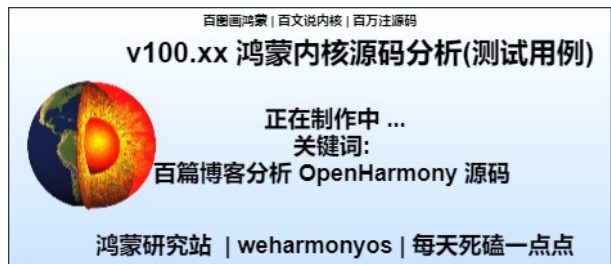 百图画鸿蒙 | 百文说内核 | 百万注源码
v100.xx 鸿蒙内核源码分析(测试用例)
正在制作中 ...
关键词:
百篇博客分析 OpenHarmony 源码
鸿蒙研究站 | weharmonyos | 每天死磕一点点